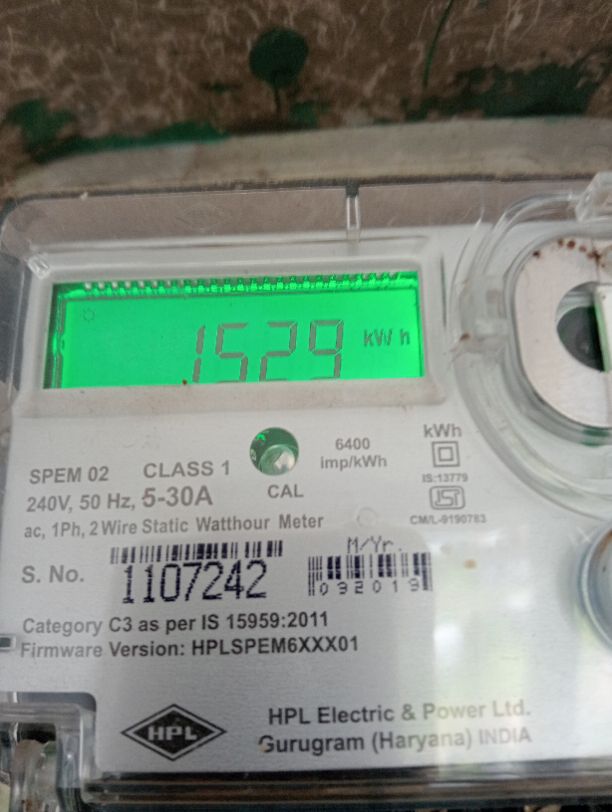 1529 kWh
SPEM 02 CLASS 1
240V, 50 Hz, 5-30A
ac, 1Ph, 2 Wire Static Watthour Meter
CAL
6400
imp/kWh
kWh
IS:13779
ISI
CM/L-9190783
S. No. 1107242
M/Yr.
092019
Category C3 as per IS 15959:2011
Firmware Version: HPLSPEM6XXX01
HPL
HPL Electric & Power Ltd.
Gurugram (Haryana) INDIA